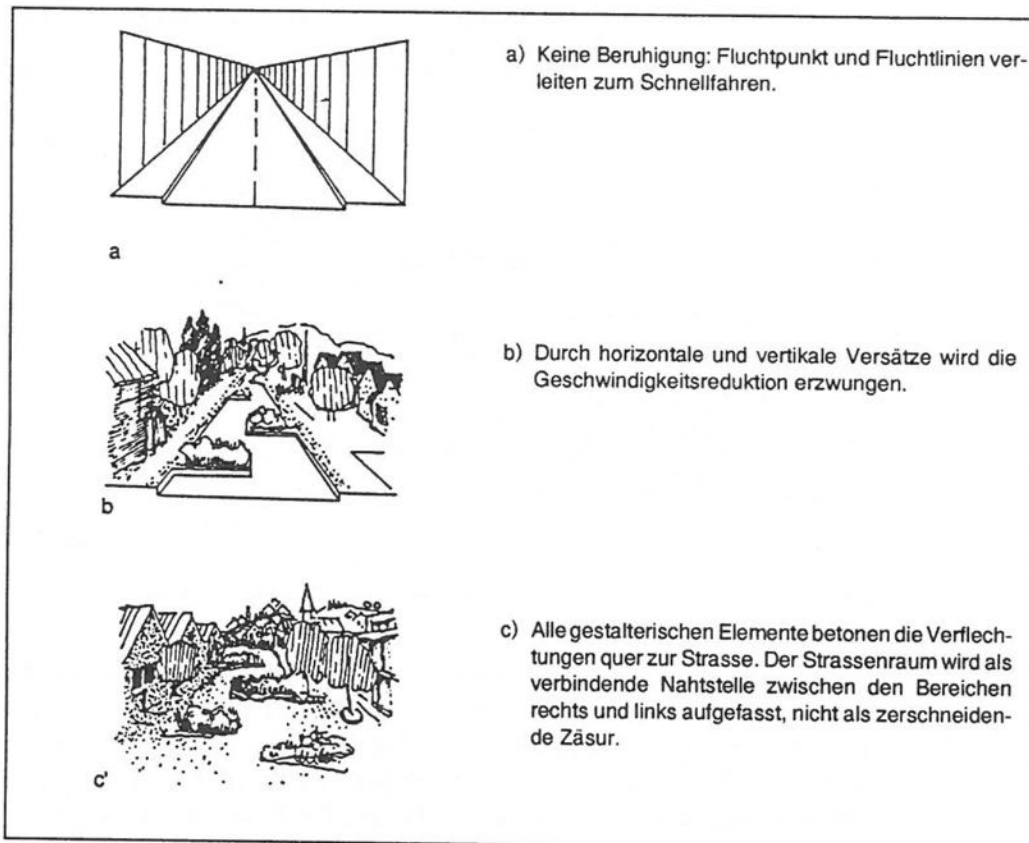 a) Keine Beruhigung: Fluchtpunkt und Fluchtlinien ver-
leiten zum Schnellfahren.
a
b) Durch horizontale und vertikale Versätze wird die
Geschwindigkeitsreduktion erzwungen.
b
c) Alle gestalterischen Elemente betonen die Verflech-
tungen quer zur Strasse. Der Strassenraum wird als
verbindende Nahtstelle zwischen den Bereichen
rechts und links aufgefasst, nicht als zerschneiden-
de Zäsur.
c'